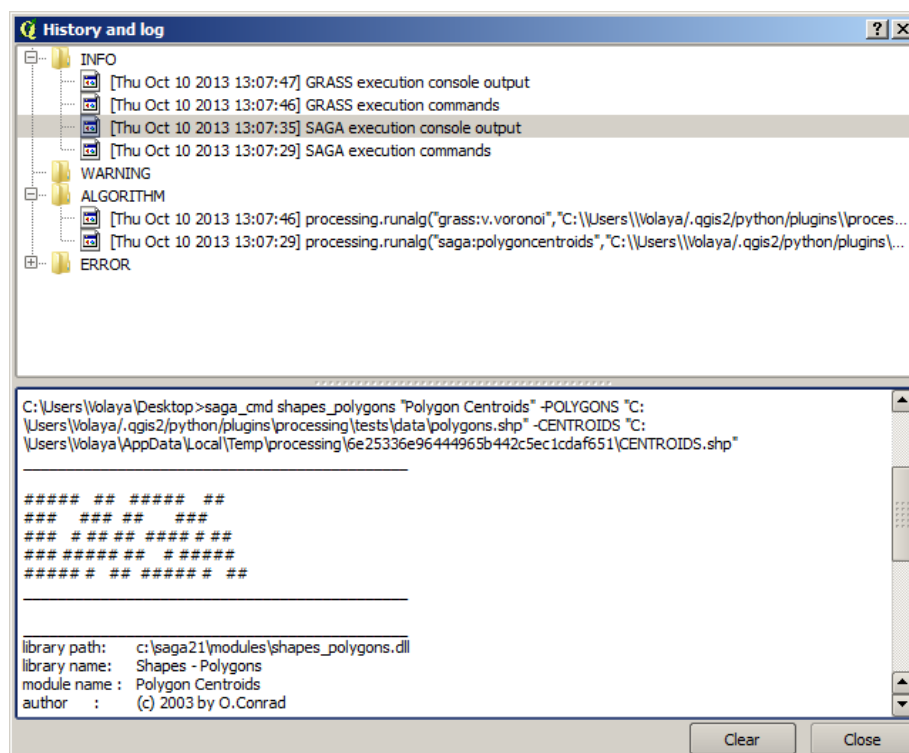 History and log
INFO
[Thu Oct 10 2013 13:07:47] GRASS execution console output
[Thu Oct 10 2013 13:07:46] GRASS execution commands
[Thu Oct 10 2013 13:07:35] SAGA execution console output
[Thu Oct 10 2013 13:07:29] SAGA execution commands
WARNING
ALGORITHM
[Thu Oct 10 2013 13:07:46] processing.runalg("grass:v.voronoi","C:\\Users\\Volaya/.qgis2/python/plugins\\proces...
[Thu Oct 10 2013 13:07:29] processing.runalg("saga:polygoncentroids","C:\\Users\\Volaya/.qgis2/python/plugins\...
ERROR
C:\Users\Volaya\Desktop>saga_cmd shapes_polygons "Polygon Centroids" -POLYGONS "C:
\Users\Volaya/.qgis2/python/plugins\processing\tests\data\polygons.shp" -CENTROIDS "C:
\Users\Volaya\AppData\Local\Temp\processing\6e25336e96444965b442c5ec1cdaf651\CENTROIDS.shp"
_____________________________________________
##### ## ##### ##
### ### ## ###
### # ## ## #### # ##
### ##### ## # #####
##### # ## ##### # ##
_____________________________________________
_____________________________________________
library path: c:\saga21\modules\shapes_polygons.dll
library name: Shapes - Polygons
module name : Polygon Centroids
author : (c) 2003 by O.Conrad
Clear Close